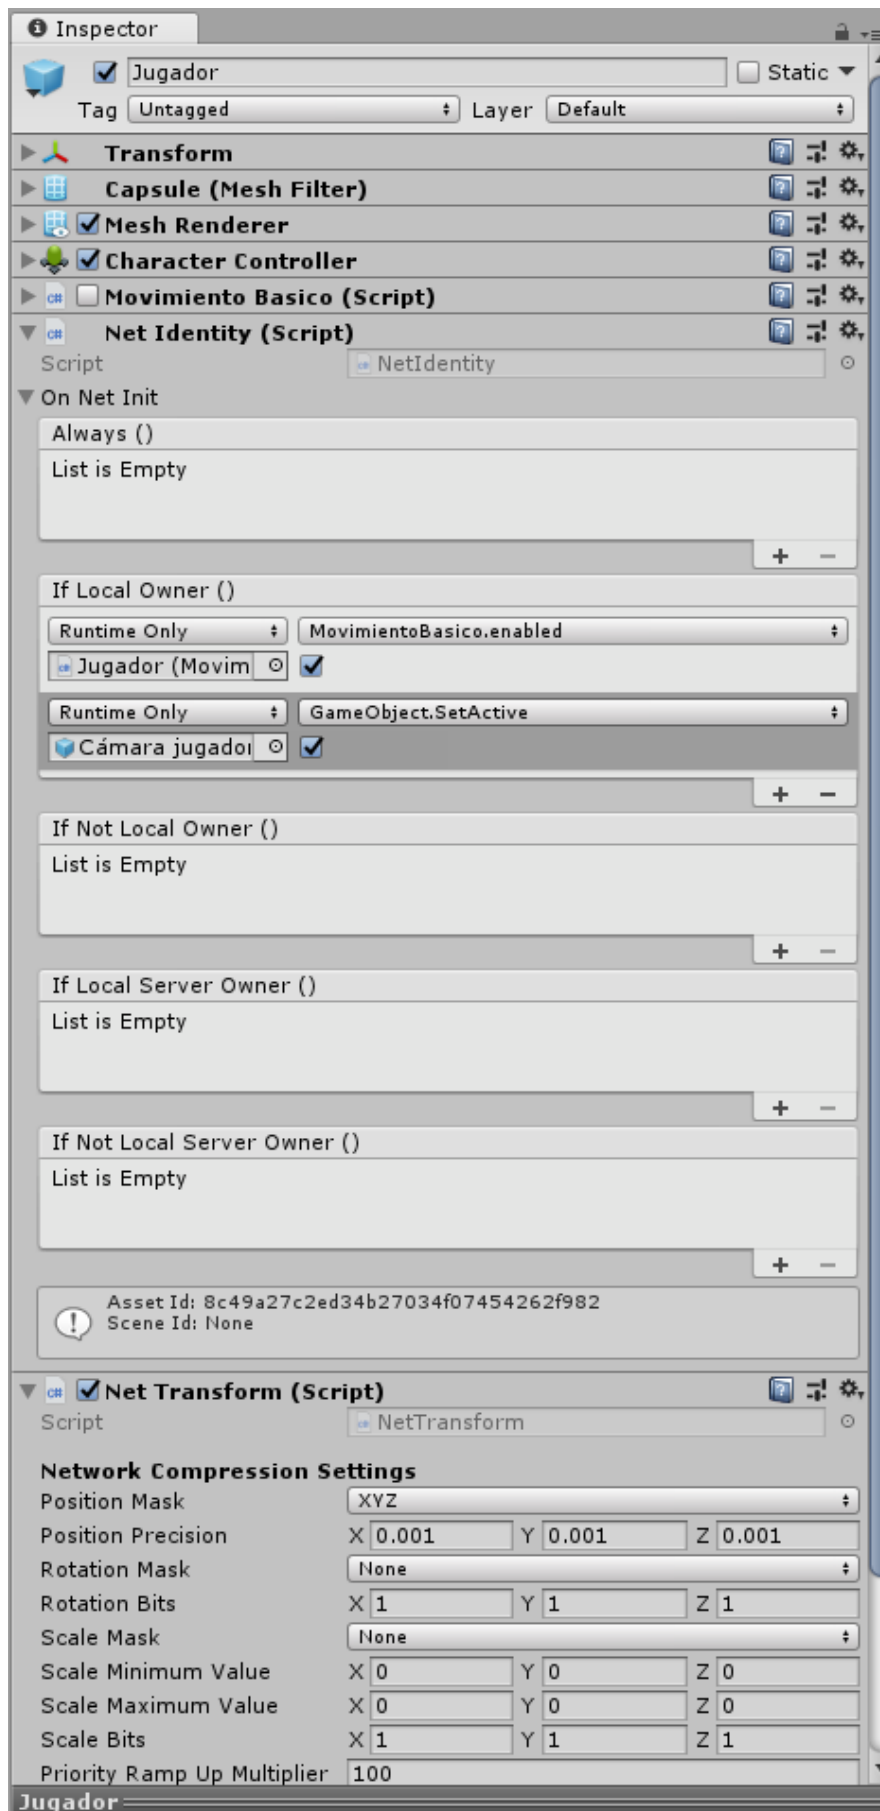 Inspector
Jugador Static
Tag Untagged Layer Default
Transform
Capsule (Mesh Filter)
Mesh Renderer
Character Controller
Movimiento Basico (Script)
Net Identity (Script)
Script NetIdentity
On Net Init
Always ()
List is Empty
+ −
If Local Owner ()
Runtime Only MovimientoBasico.enabled
Jugador (Movim
Runtime Only GameObject.SetActive
Cámara jugador
+ −
If Not Local Owner ()
List is Empty
+ −
If Local Server Owner ()
List is Empty
+ −
If Not Local Server Owner ()
List is Empty
+ −
Asset Id: 8c49a27c2ed34b27034f07454262f982
Scene Id: None
Net Transform (Script)
Script NetTransform
Network Compression Settings
Position Mask XYZ
Position Precision X 0.001 Y 0.001 Z 0.001
Rotation Mask None
Rotation Bits X 1 Y 1 Z 1
Scale Mask None
Scale Minimum Value X 0 Y 0 Z 0
Scale Maximum Value X 0 Y 0 Z 0
Scale Bits X 1 Y 1 Z 1
Priority Ramp Up Multiplier 100
Jugador